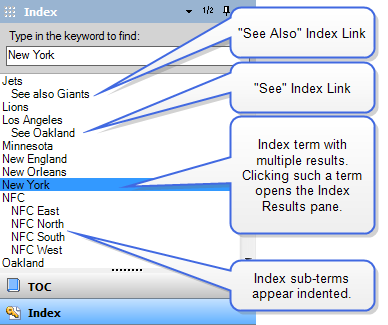 Index
1/2
Type in the keyword to find:
New York
Jets
See also Giants
Lions
Los Angeles
See Oakland
Minnesota
New England
New Orleans
New York
NFC
NFC East
NFC North
NFC South
NFC West
Oakland
TOC
Index
"See Also" Index Link
"See" Index Link
Index term with
multiple results.
Clicking such a term
opens the Index
Results pane.
Index sub-terms
appear indented.